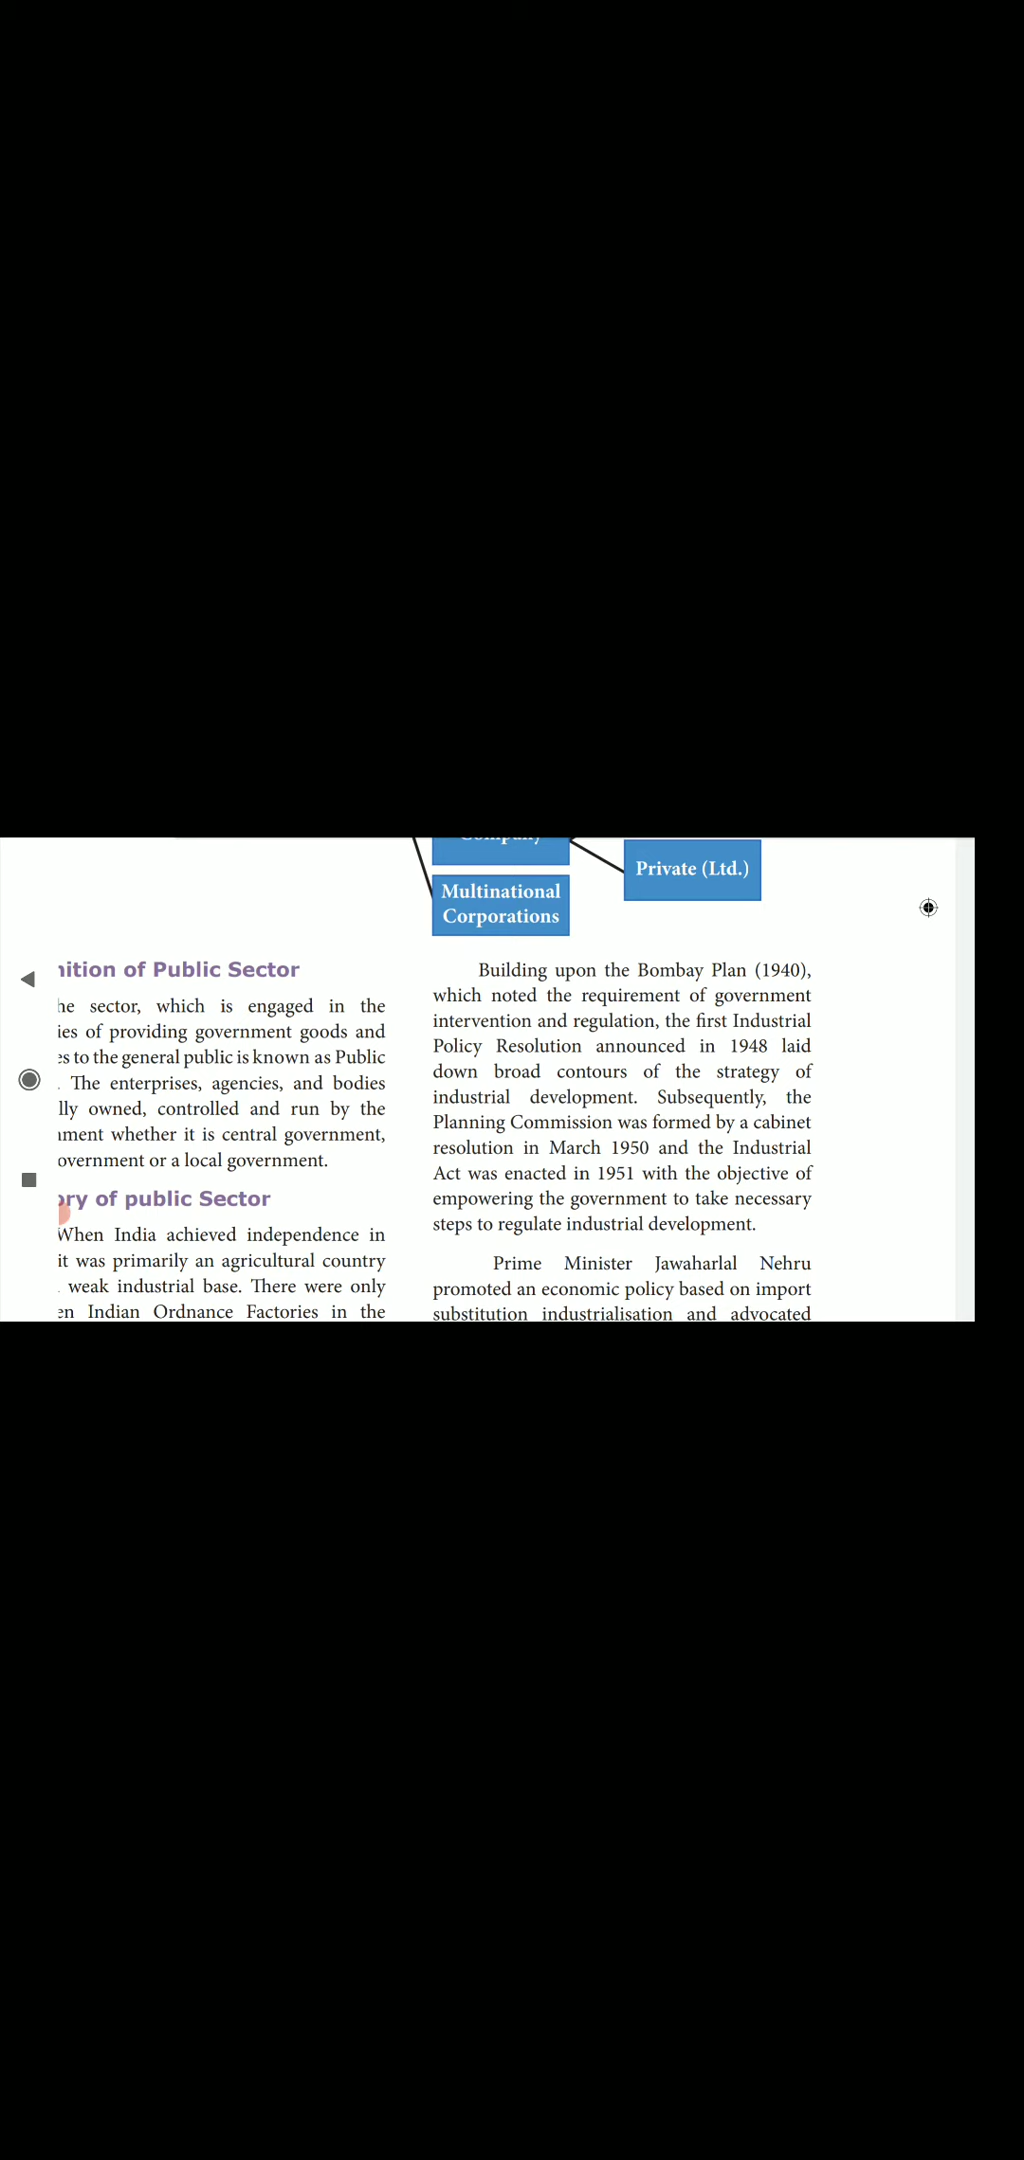 Company
Private (Ltd.)
Multinational
Corporations
nition of Public Sector
he sector, which is engaged in the
ies of providing government goods and
es to the general public is known as Public
. The enterprises, agencies, and bodies
lly owned, controlled and run by the
nment whether it is central government,
overnment or a local government.
ory of public Sector
When India achieved independence in
it was primarily an agricultural country
weak industrial base. There were only
en Indian Ordnance Factories in the
Building upon the Bombay Plan (1940),
which noted the requirement of government
intervention and regulation, the first Industrial
Policy Resolution announced in 1948 laid
down broad contours of the strategy of
industrial development. Subsequently, the
Planning Commission was formed by a cabinet
resolution in March 1950 and the Industrial
Act was enacted in 1951 with the objective of
empowering the government to take necessary
steps to regulate industrial development.
Prime Minister Jawaharlal Nehru
promoted an economic policy based on import
substitution industrialisation and advocated